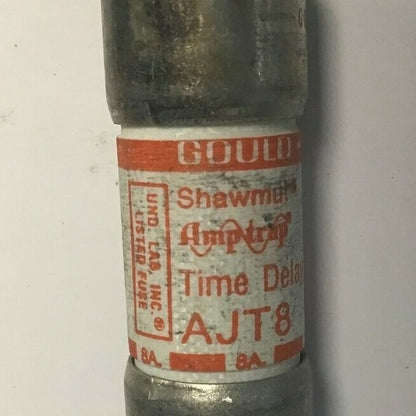 GOULD
Shawmut
Amp-trap®
Time Delay
AJT8
8A. 8A.
UND. LAB. INC.®
LISTED FUSE